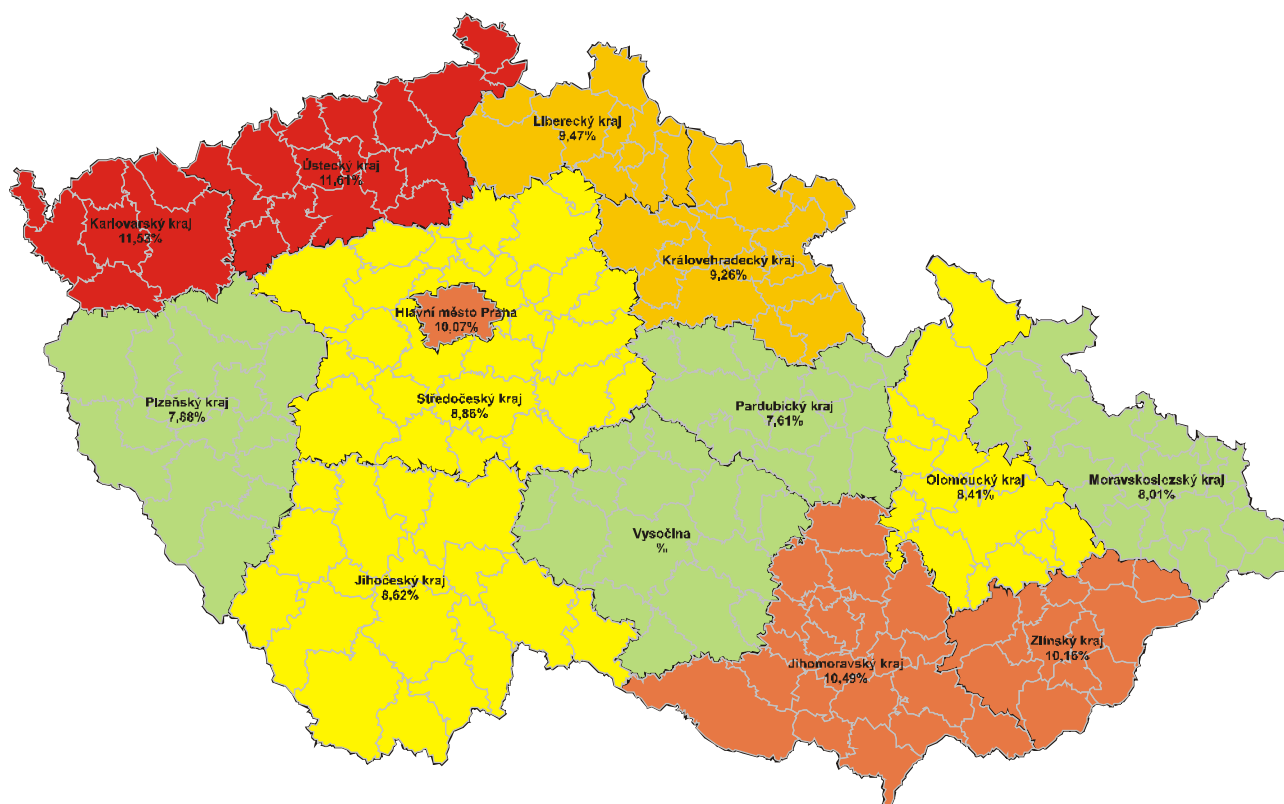 Liberecký kraj
9,47%
Ústecký kraj
11,61%
Karlovarský kraj
11,53%
Královehradecký kraj
9,26%
Hlavní město Praha
10,07%
Plzeňský kraj
7,68%
Středočeský kraj
8,86%
Pardubický kraj
7,61%
Olomoucký kraj
8,41%
Moravskoslezský kraj
8,01%
Vysočina
%
Jihočeský kraj
8,62%
Zlínský kraj
10,16%
Jihomoravský kraj
10,49%